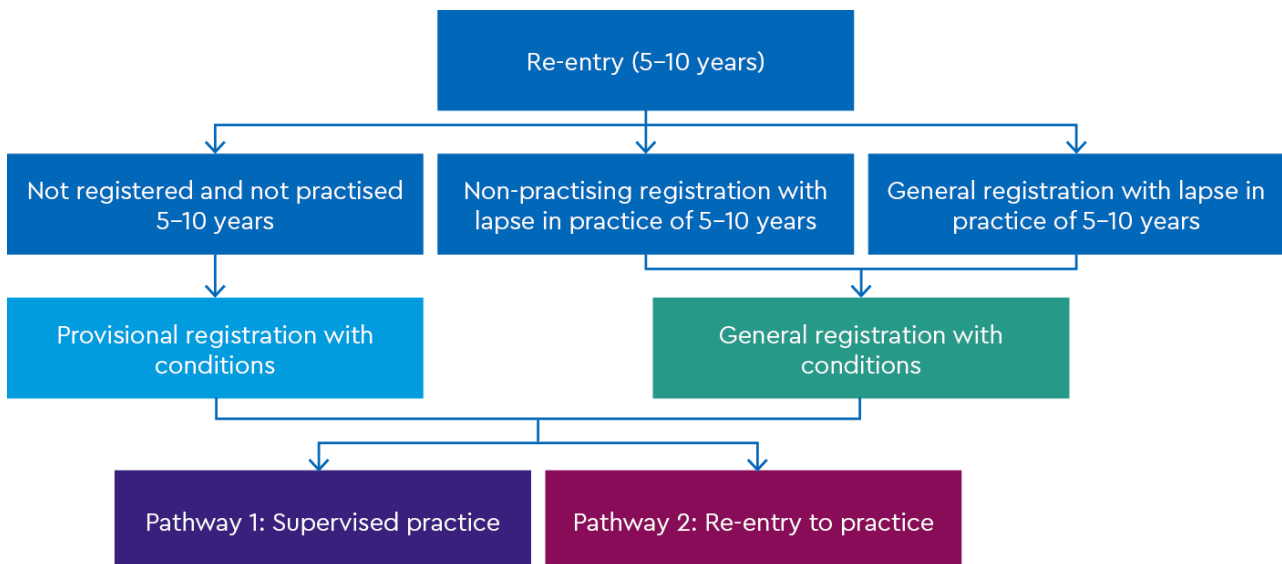 Re-entry (5–10 years)
Not registered and not practised
5–10 years
Non-practising registration with
lapse in practice of 5–10 years
General registration with lapse in
practice of 5–10 years
Provisional registration with
conditions
General registration with
conditions
Pathway 1: Supervised practice
Pathway 2: Re-entry to practice